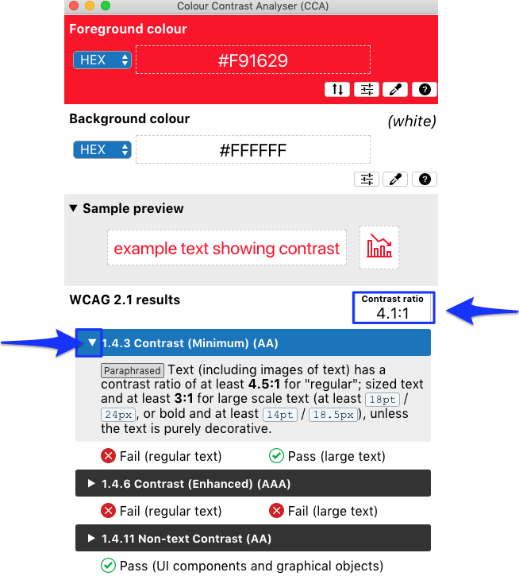 Colour Contrast Analyser (CCA)
Foreground colour
HEX
#F91629
Background colour
(white)
HEX
#FFFFFF
Sample preview
example text showing contrast
WCAG 2.1 results
Contrast ratio
4.1:1
1.4.3 Contrast (Minimum) (AA)
Paraphrased Text (including images of text) has a
contrast ratio of at least 4.5:1 for "regular"; sized text
and at least 3:1 for large scale text (at least 18pt /
24px, or bold and at least 14pt / 18.5px), unless
the text is purely decorative.
Fail (regular text) Pass (large text)
1.4.6 Contrast (Enhanced) (AAA)
Fail (regular text) Fail (large text)
1.4.11 Non-text Contrast (AA)
Pass (UI components and graphical objects)